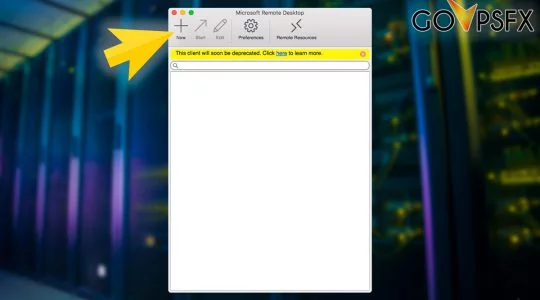 GOVPSFX
Microsoft Remote Desktop
New Start Edit Preferences Remote Resources
This client will soon be deprecated. Click here to learn more.